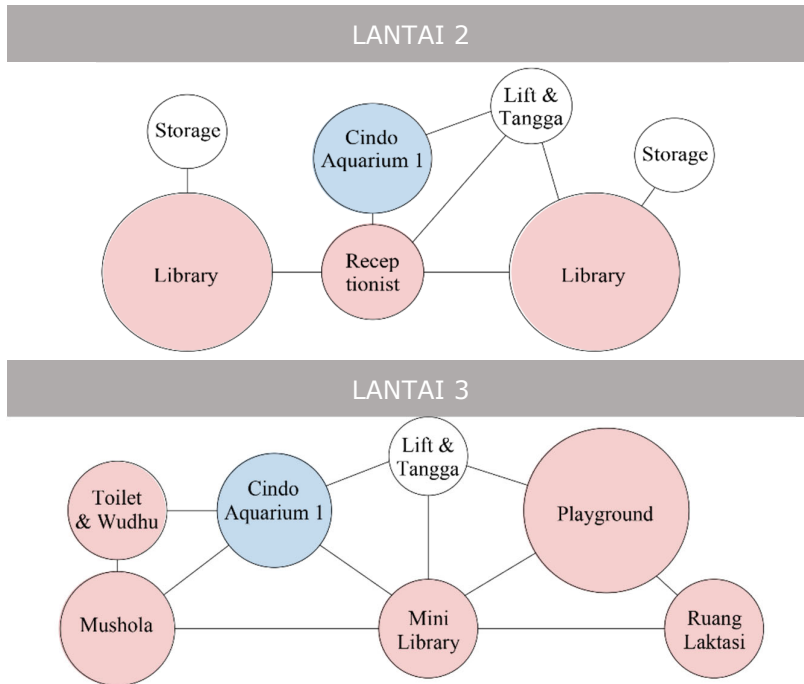 LANTAI 2
Lift &
Tangga
Storage
Cindo
Aquarium 1
Storage
Library
Recep
tionist
Library
LANTAI 3
Lift &
Tangga
Toilet
& Wudhu
Cindo
Aquarium 1
Playground
Mushola
Mini
Library
Ruang
Laktasi